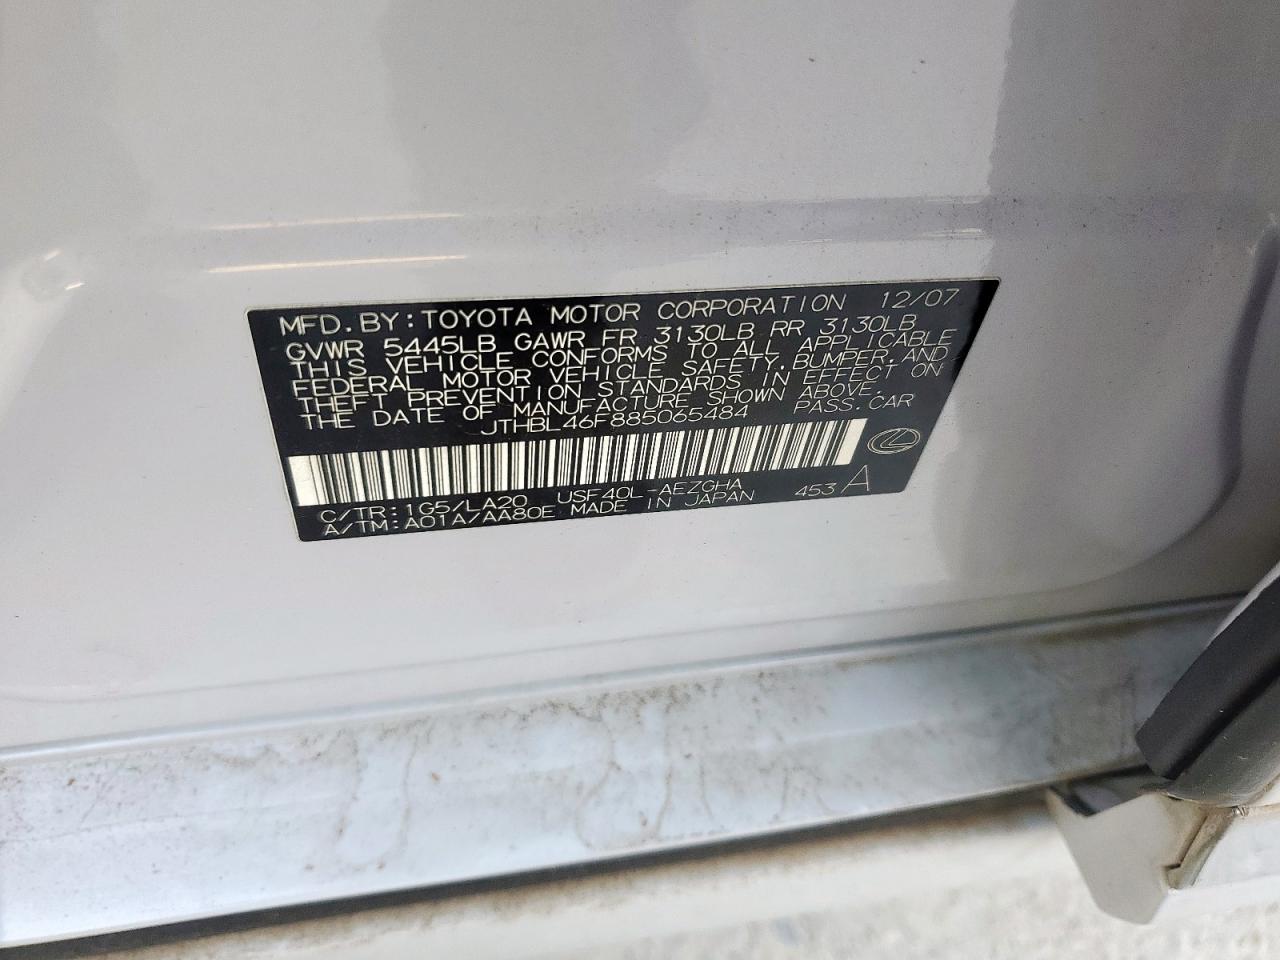 MFD. BY: TOYOTA MOTOR CORPORATION 12/07
GVWR 5445LB GAWR FR 3130LB RR 3130LB
THIS VEHICLE CONFORMS TO ALL APPLICABLE
FEDERAL MOTOR VEHICLE SAFETY, BUMPER, AND
THEFT PREVENTION STANDARDS IN EFFECT ON
THE DATE OF MANUFACTURE SHOWN ABOVE.
JTHBL46F885065484 PASS. CAR
C/TR: 1G5/LA20 USF40L-AEZGHA 453 A
A/TM: A01A/AA80E MADE IN JAPAN